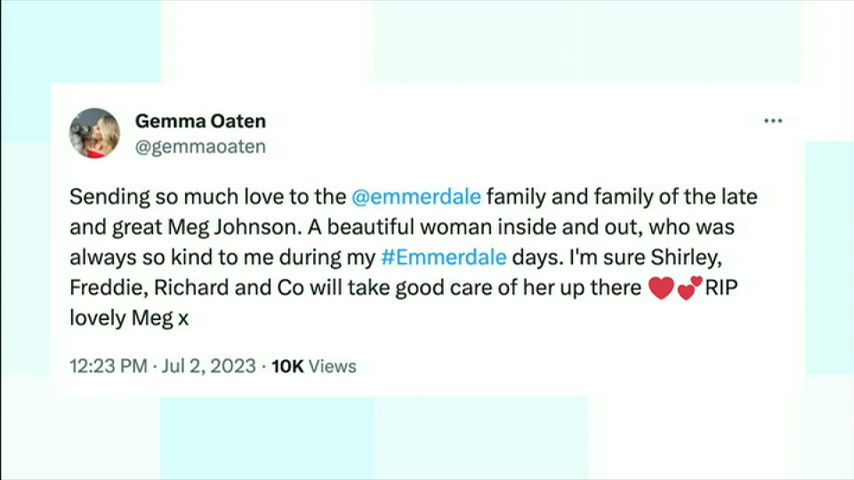 Gemma Oaten
@gemmaoaten
Sending so much love to the @emmerdale family and family of the late
and great Meg Johnson. A beautiful woman inside and out, who was
always so kind to me during my #Emmerdale days. I'm sure Shirley,
Freddie, Richard and Co will take good care of her up there ❤️💕RIP
lovely Meg x
12:23 PM · Jul 2, 2023 · 10K Views